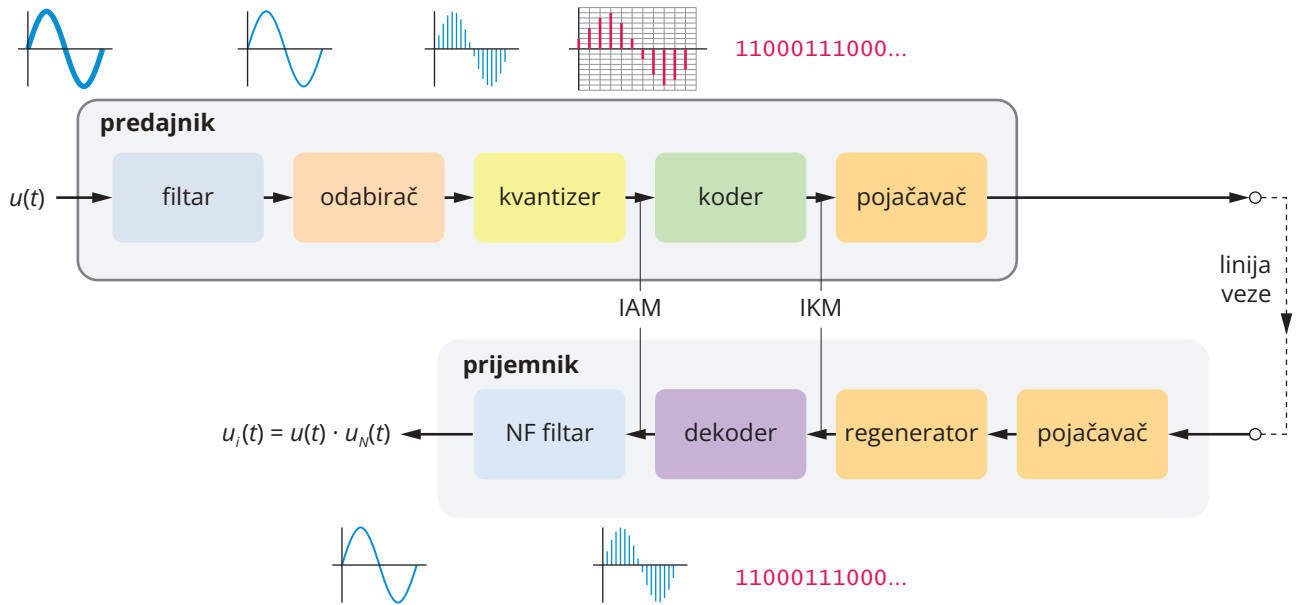 11000111000...
predajnik
u(t)
filtar
odabirač
kvantizer
koder
pojačavač
linija
veze
IAM
IKM
prijemnik
uᵢ(t) = u(t) · u_N(t)
NF filtar
dekoder
regenerator
pojačavač
11000111000...